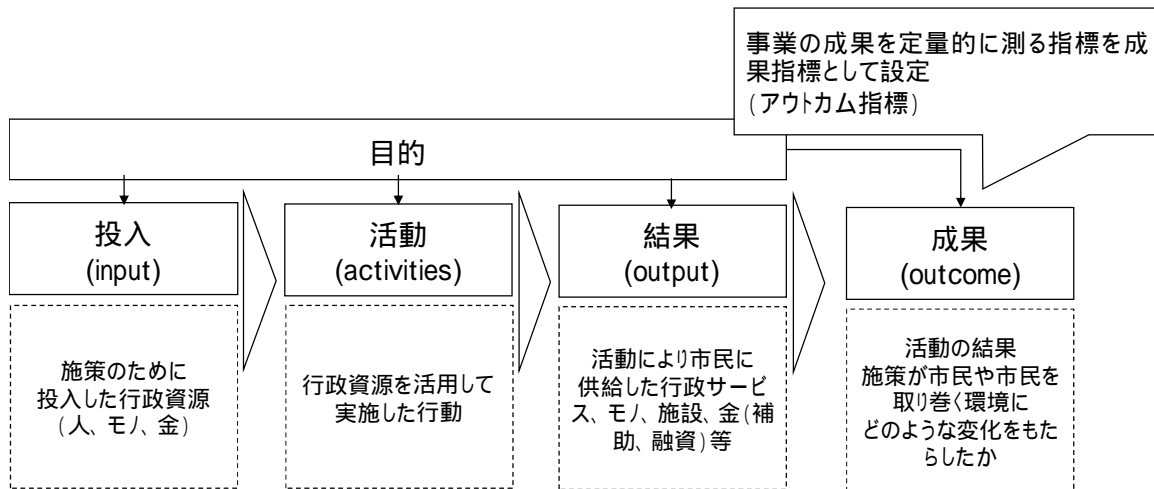 事業の成果を定量的に測る指標を成
果指標として設定
(アウトカム指標)
目的
投入
(input)
活動
(activities)
結果
(output)
成果
(outcome)
施策のために
投入した行政資源
(人、モノ、金)
行政資源を活用して
実施した行動
活動により市民に
供給した行政サービ
ス、モノ、施設、金(補
助、融資)等
活動の結果
施策が市民や市民を
取り巻く環境に
どのような変化をもた
らしたか